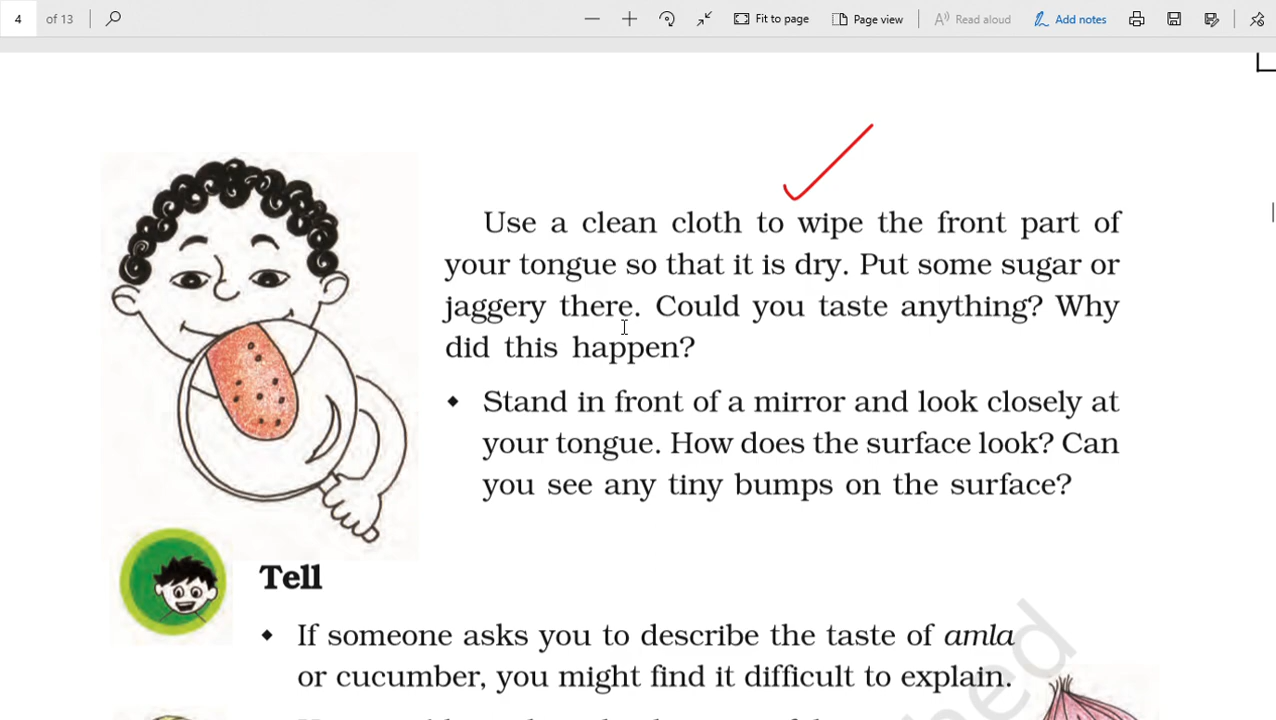 4 of 13 Fit to page Page view Read aloud Add notes
Use a clean cloth to wipe the front part of
your tongue so that it is dry. Put some sugar or
jaggery there. Could you taste anything? Why
did this happen?
◆ Stand in front of a mirror and look closely at
your tongue. How does the surface look? Can
you see any tiny bumps on the surface?
Tell
◆ If someone asks you to describe the taste of amla
or cucumber, you might find it difficult to explain.